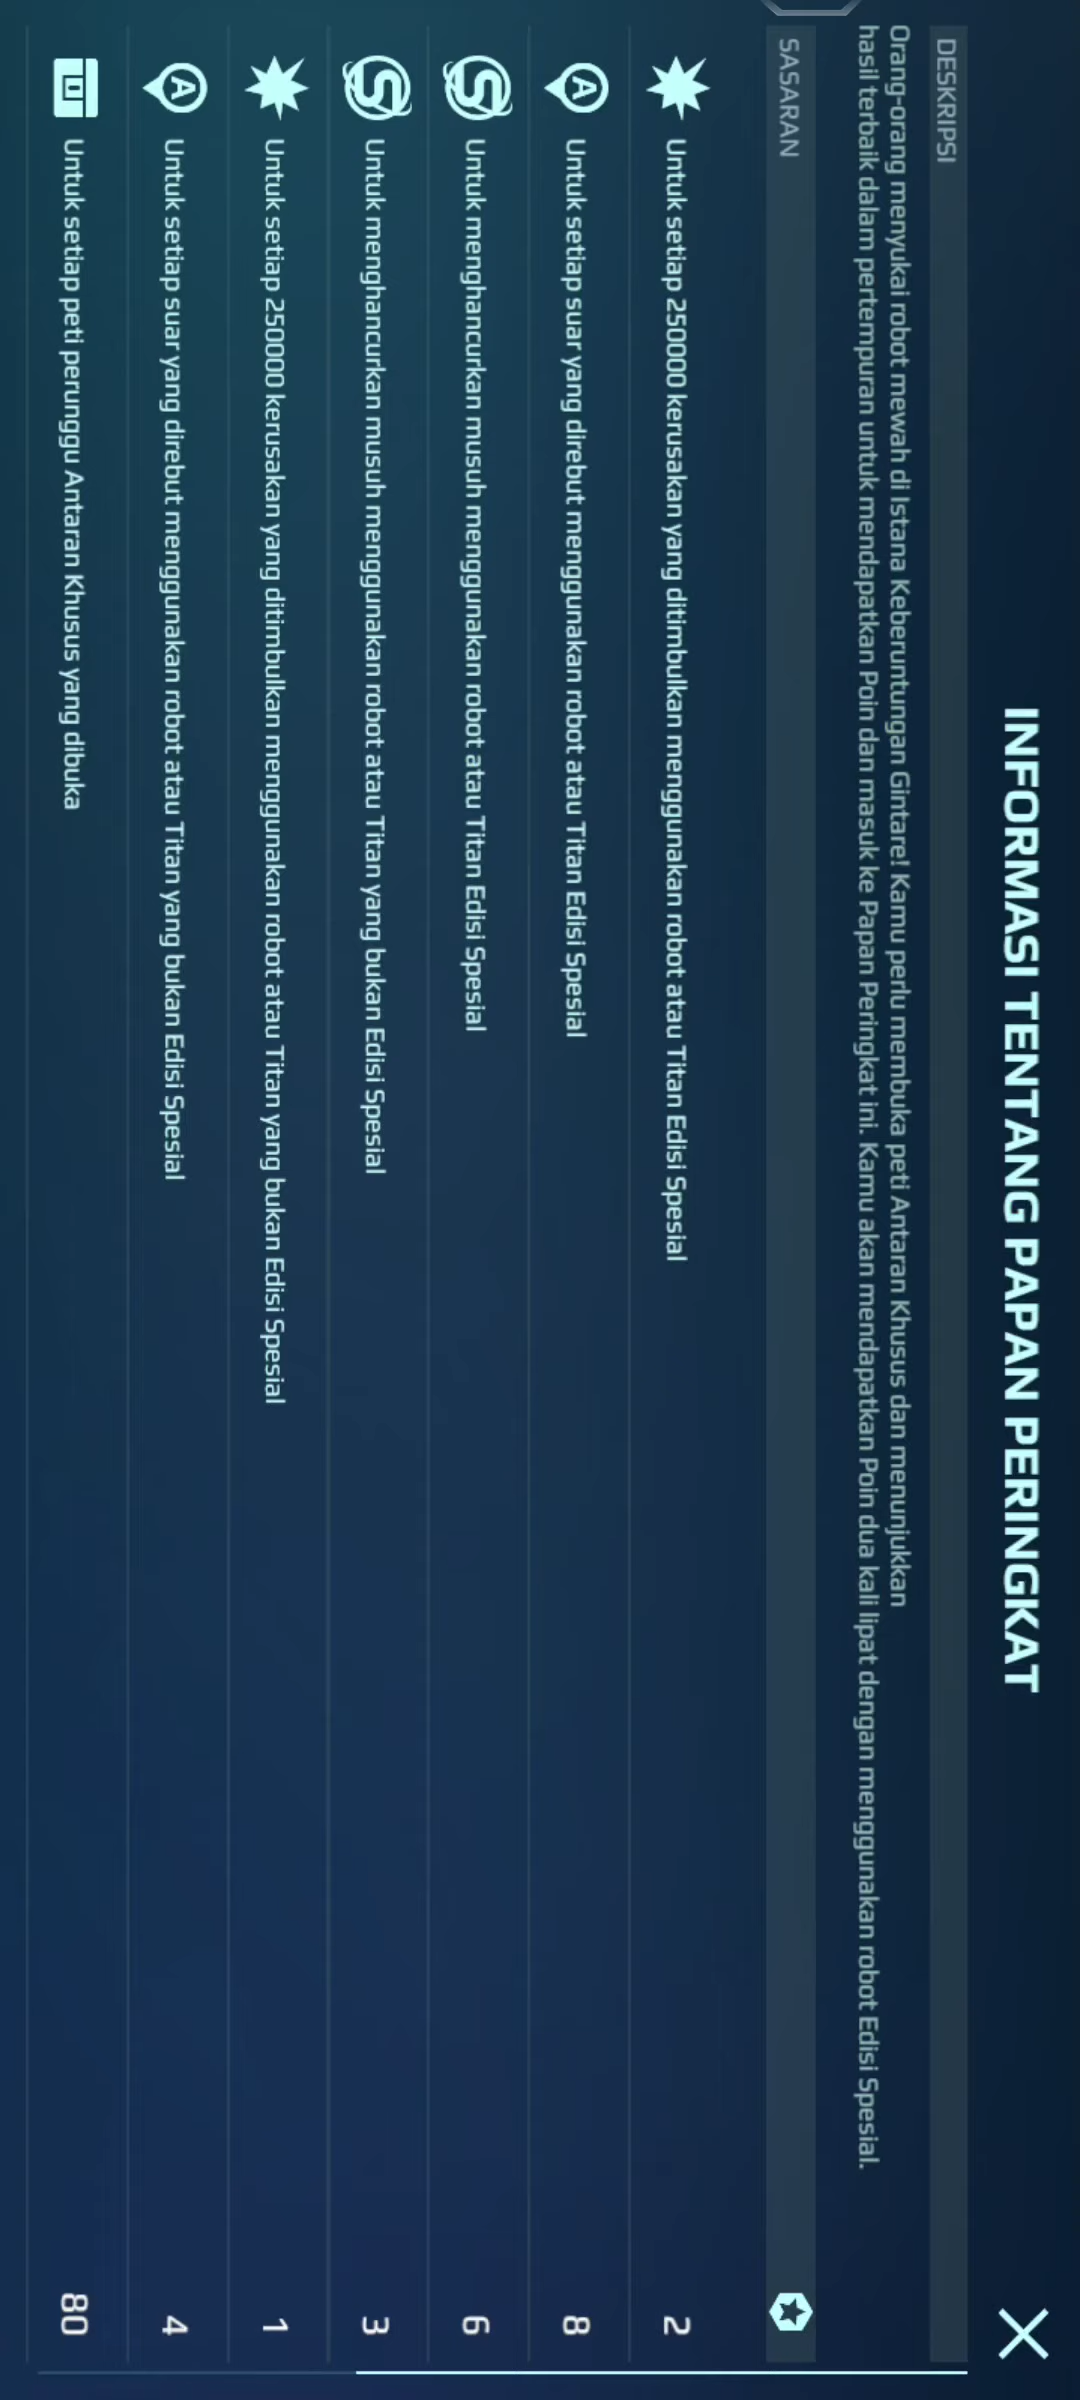 INFORMASI TENTANG PAPAN PERINGKAT
DESKRIPSI
Orang-orang menyukai robot mewah di Istana Keberuntungan Gintare! Kamu perlu membuka peti Antaran Khusus dan menunjukkan
hasil terbaik dalam pertempuran untuk mendapatkan Poin dan masuk ke Papan Peringkat ini. Kamu akan mendapatkan Poin dua kali lipat dengan menggunakan robot Edisi Spesial.
SASARAN
Untuk setiap 250000 kerusakan yang ditimbulkan menggunakan robot atau Titan Edisi Spesial 2
Untuk setiap suar yang direbut menggunakan robot atau Titan Edisi Spesial 8
Untuk menghancurkan musuh menggunakan robot atau Titan Edisi Spesial 6
Untuk menghancurkan musuh menggunakan robot atau Titan yang bukan Edisi Spesial 3
Untuk setiap 250000 kerusakan yang ditimbulkan menggunakan robot atau Titan yang bukan Edisi Spesial 1
Untuk setiap suar yang direbut menggunakan robot atau Titan yang bukan Edisi Spesial 4
Untuk setiap peti perunggu Antaran Khusus yang dibuka 80